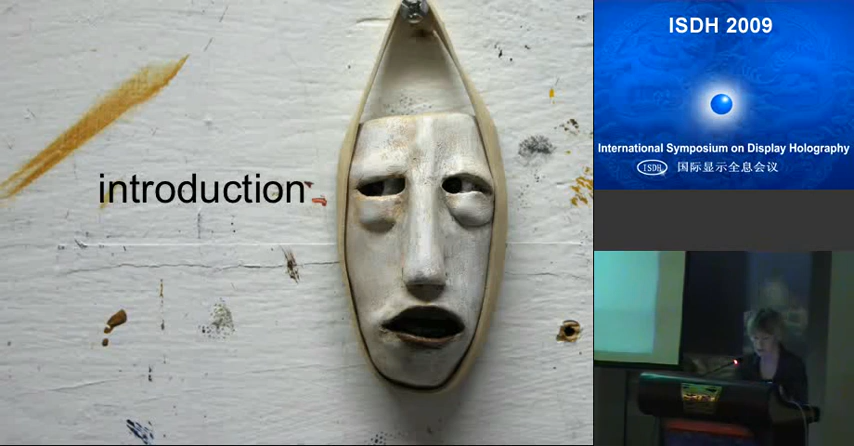 introduction
ISDH 2009
International Symposium on Display Holography
ISDH 国际显示全息会议